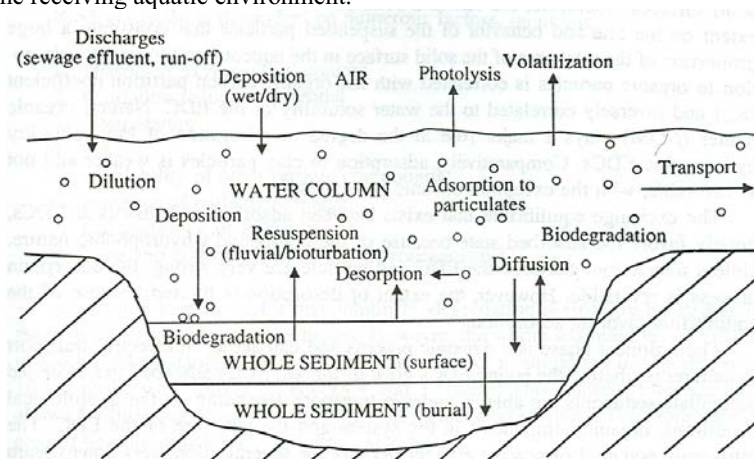 the receiving aquatic environment.
Discharges
(sewage effluent, run-off)
Deposition
(wet/dry)
AIR
Photolysis
Volatilization
Dilution
WATER COLUMN
Adsorption to
particulates
Transport
Deposition
Resuspension
(fluvial/bioturbation)
Biodegradation
Desorption
Diffusion
Biodegradation
WHOLE SEDIMENT (surface)
WHOLE SEDIMENT (burial)